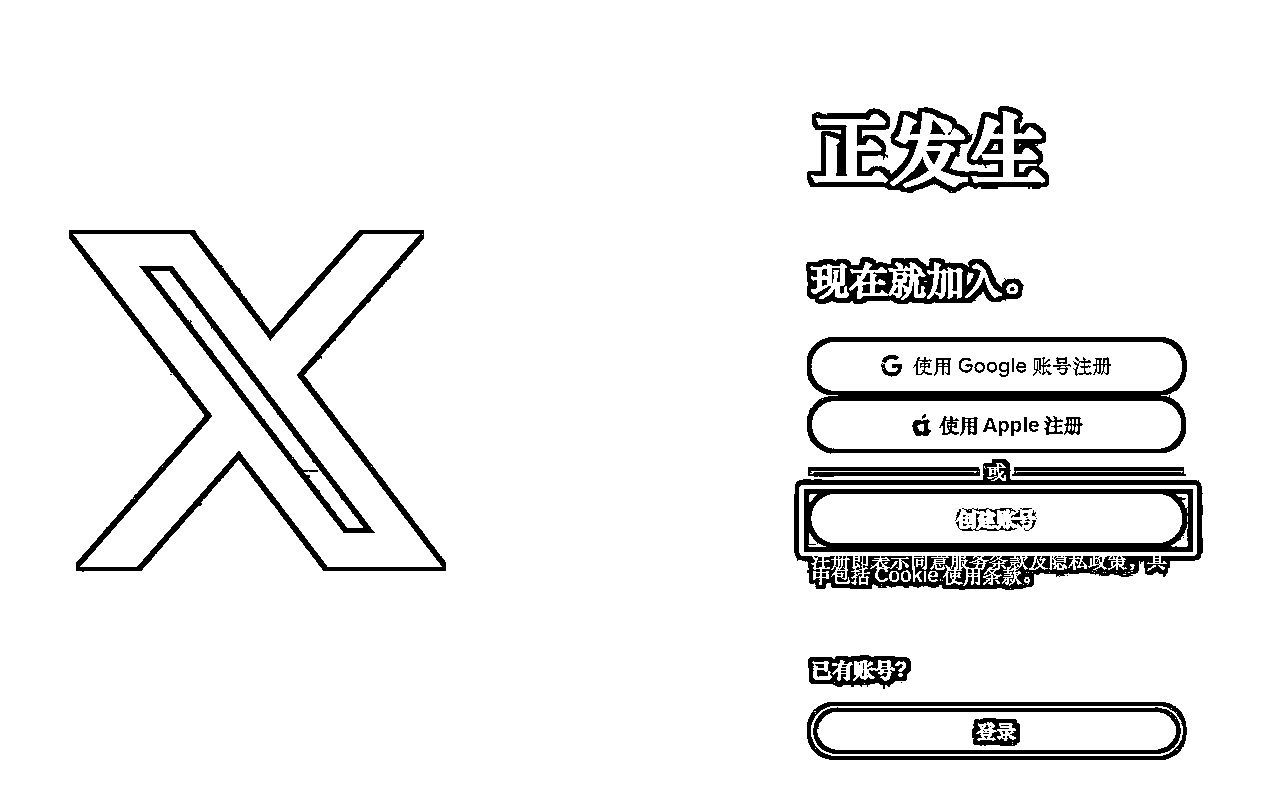 正发生
现在就加入。
使用 Google 账号注册
使用 Apple 注册
或
创建账号
注册即表示同意服务条款及隐私政策，其
中包括 Cookie 使用条款。
已有账号？
登录